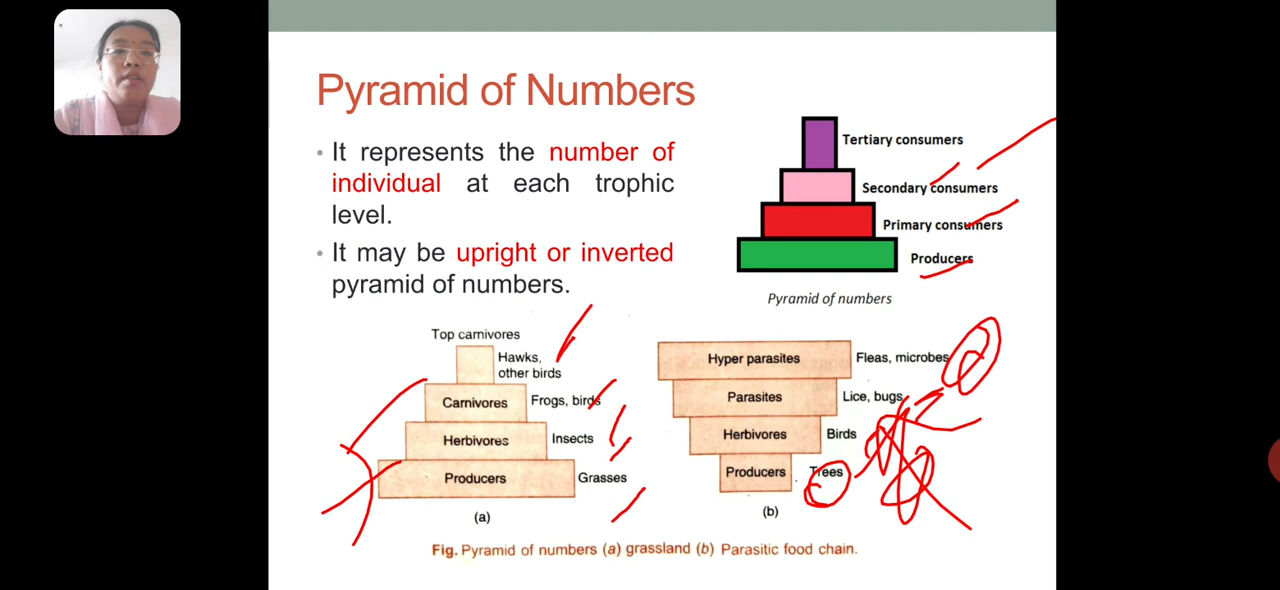 Pyramid of Numbers
• It represents the number of
individual at each trophic
level.
• It may be upright or inverted
pyramid of numbers.
Tertiary consumers
Secondary consumers
Primary consumers
Producers
Pyramid of numbers
Top carnivores
Hawks,
other birds
Carnivores Frogs, birds
Herbivores Insects
Producers Grasses
(a)
Hyper parasites Fleas, microbes
Parasites Lice, bugs
Herbivores Birds
Producers Trees
(b)
Fig. Pyramid of numbers (a) grassland (b) Parasitic food chain.